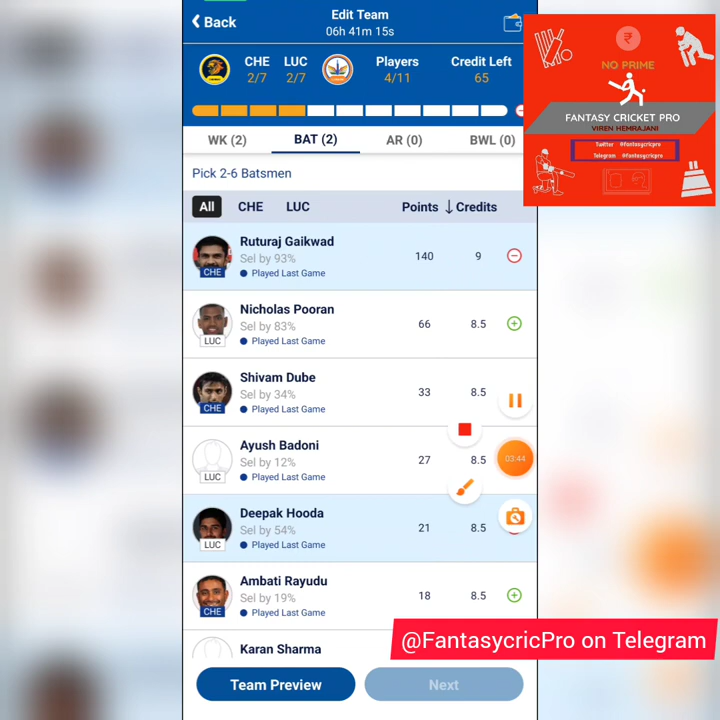 Back
Edit Team
06h 41m 15s
CHE
2/7
LUC
2/7
Players
4/11
Credit Left
65
WK (2)
BAT (2)
AR (0)
BWL (0)
Pick 2-6 Batsmen
All CHE LUC Points ↓ Credits
Ruturaj Gaikwad
Sel by 93%
140 9
CHE
Played Last Game
Nicholas Pooran
Sel by 83%
66 8.5
LUC
Played Last Game
Shivam Dube
Sel by 34%
33 8.5
CHE
Played Last Game
Ayush Badoni
Sel by 12%
27 8.5
LUC
Played Last Game
03:44
Deepak Hooda
Sel by 54%
21 8.5
LUC
Played Last Game
Ambati Rayudu
Sel by 19%
18 8.5
CHE
Played Last Game
Karan Sharma
Team Preview
Next
₹
NO PRIME
FANTASY CRICKET PRO
VIREN HEMRAJANI
Twitter @fantasycricpro
Telegram @fantasycricpro
@FantasycricPro on Telegram